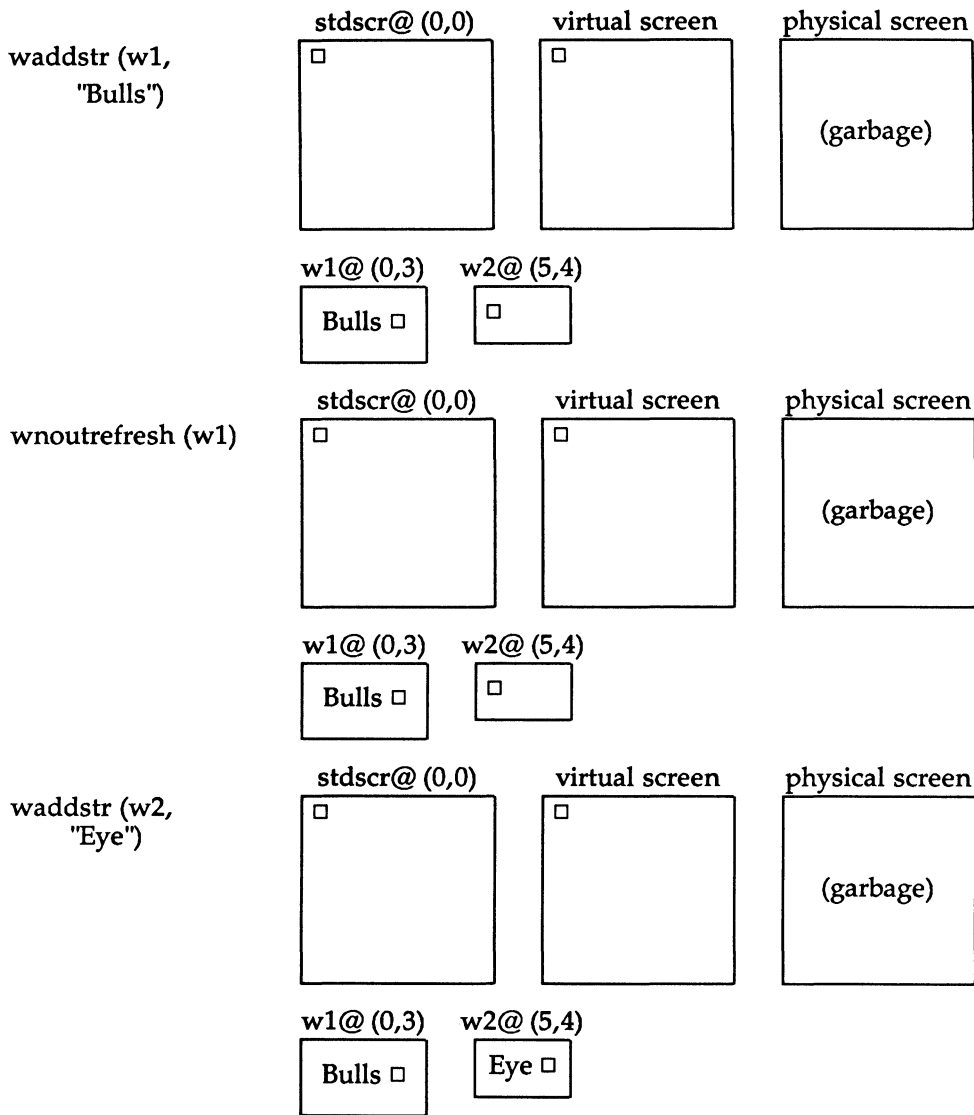 stdscr@ (0,0) virtual screen physical screen
waddstr (w1,
"Bulls")
(garbage)
w1@ (0,3) w2@ (5,4)
Bulls
stdscr@ (0,0) virtual screen physical screen
wnoutrefresh (w1)
(garbage)
w1@ (0,3) w2@ (5,4)
Bulls
stdscr@ (0,0) virtual screen physical screen
waddstr (w2,
"Eye")
(garbage)
w1@ (0,3) w2@ (5,4)
Bulls Eye